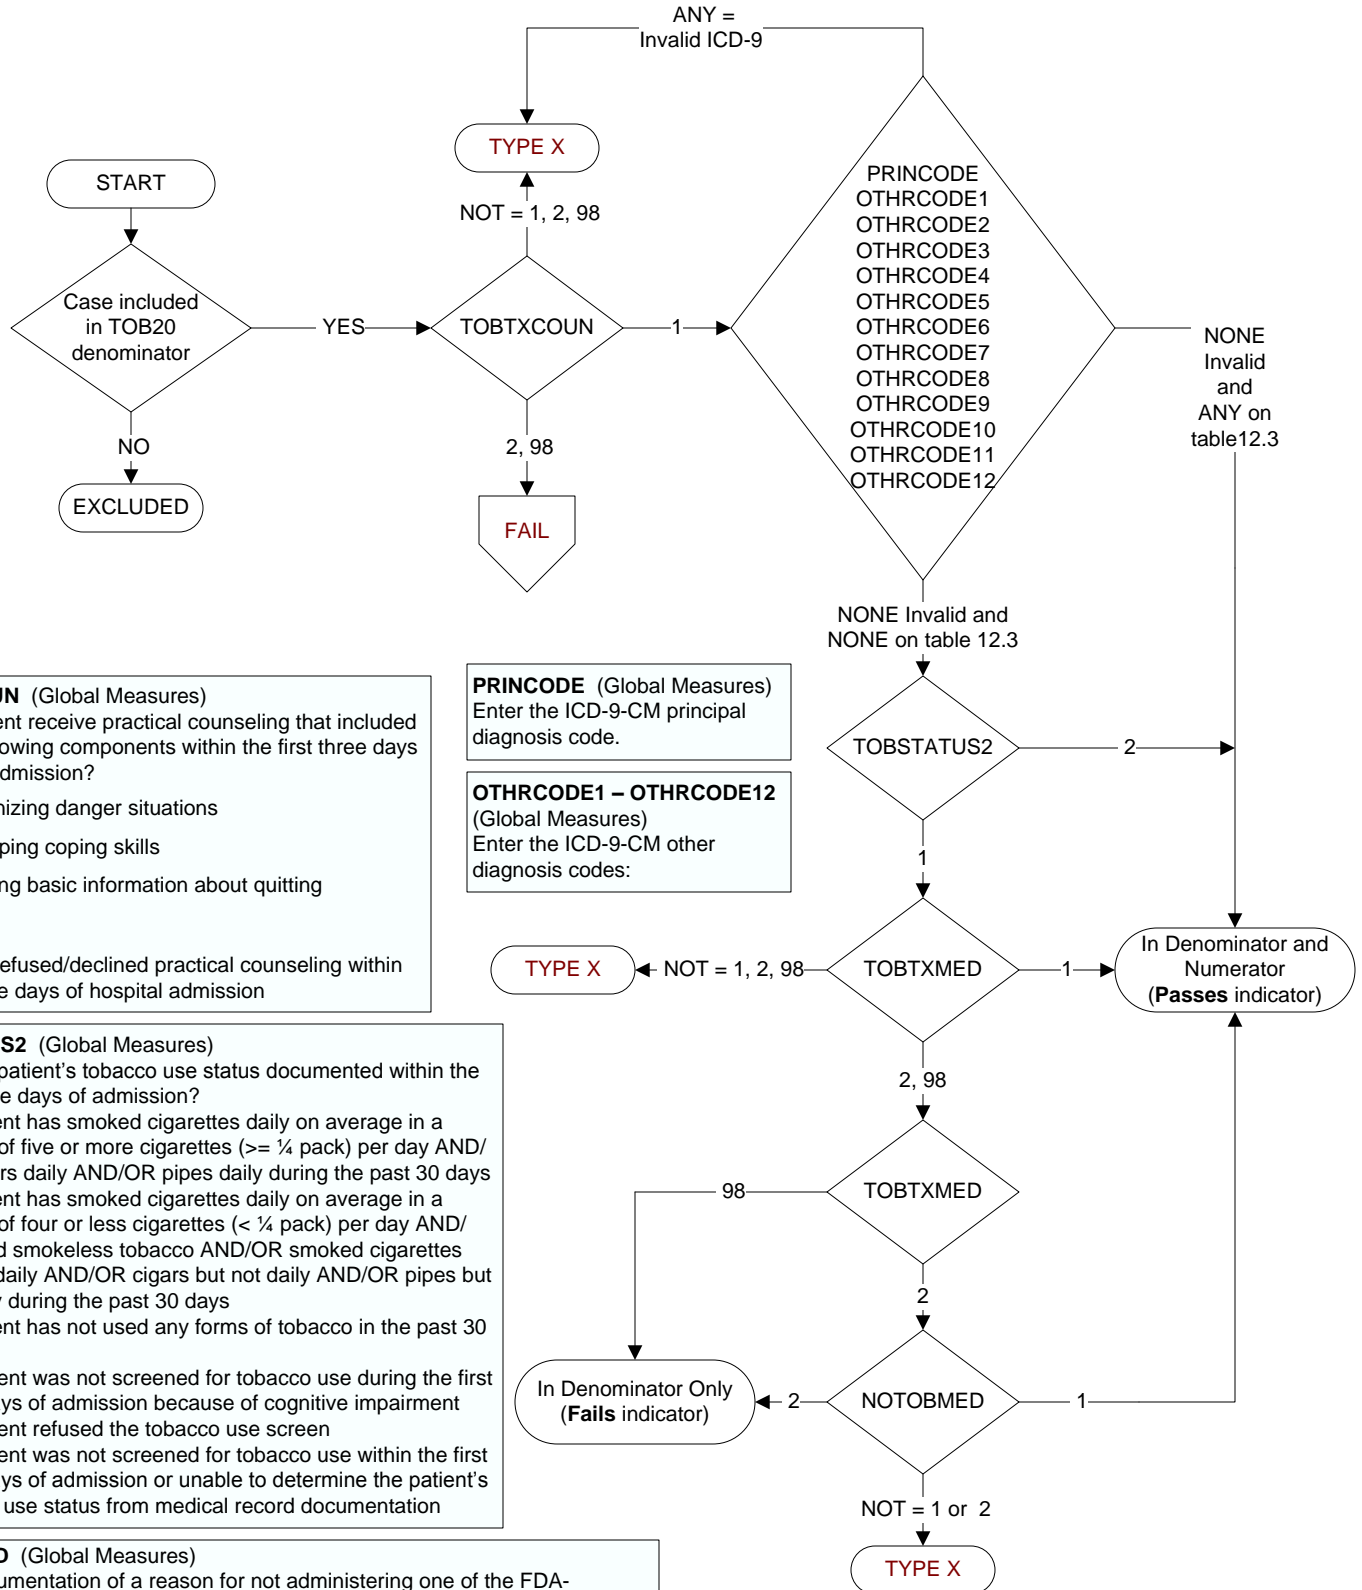 ANY =
Invalid ICD-9
TYPE X
START
NOT = 1, 2, 98
Case included
in TOB20
denominator
YES
TOBTXCOUN
1
PRINCODE
OTHRCODE1
OTHRCODE2
OTHRCODE3
OTHRCODE4
OTHRCODE5
OTHRCODE6
OTHRCODE7
OTHRCODE8
OTHRCODE9
OTHRCODE10
OTHRCODE11
OTHRCODE12
NONE
Invalid
and
ANY on
table12.3
NO
EXCLUDED
2, 98
FAIL
NONE Invalid and
NONE on table 12.3
UN (Global Measures)
ent receive practical counseling that included
owing components within the first three days
dmission?
nizing danger situations
ping coping skills
ng basic information about quitting
efused/declined practical counseling within
e days of hospital admission
PRINCODE (Global Measures)
Enter the ICD-9-CM principal
diagnosis code.
OTHRCODE1 – OTHRCODE12
(Global Measures)
Enter the ICD-9-CM other
diagnosis codes:
TOBSTATUS2
2
1
TYPE X
NOT = 1, 2, 98
TOBTXMED
1
In Denominator and
Numerator
(Passes indicator)
2, 98
S2 (Global Measures)
patient's tobacco use status documented within the
e days of admission?
ent has smoked cigarettes daily on average in a
of five or more cigarettes (>= ¼ pack) per day AND/
rs daily AND/OR pipes daily during the past 30 days
ent has smoked cigarettes daily on average in a
of four or less cigarettes (< ¼ pack) per day AND/
d smokeless tobacco AND/OR smoked cigarettes
daily AND/OR cigars but not daily AND/OR pipes but
y during the past 30 days
ent has not used any forms of tobacco in the past 30
ent was not screened for tobacco use during the first
ys of admission because of cognitive impairment
ent refused the tobacco use screen
ent was not screened for tobacco use within the first
ys of admission or unable to determine the patient's
use status from medical record documentation
98
TOBTXMED
2
In Denominator Only
(Fails indicator)
2
NOTOBMED
1
NOT = 1 or 2
TYPE X
D (Global Measures)
umentation of a reason for not administering one of the FDA-